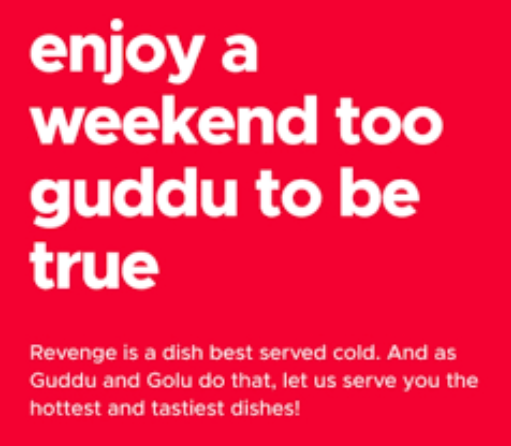 enjoy a
weekend too
guddu to be
true
Revenge is a dish best served cold. And as
Guddu and Golu do that, let us serve you the
hottest and tastiest dishes!